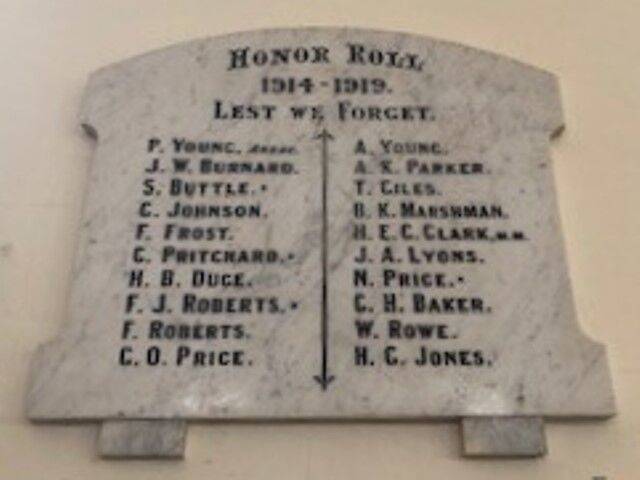 HONOR ROLL
1914-1919.
LEST WE FORGET.
P. YOUNG.
J. W. BURNARD.
S. BUTTLE.•
C. JOHNSON.
F. FROST.
C. PRITCHARD.•
H. B. DUCE.
F. J. ROBERTS.•
F. ROBERTS.
C. O. PRICE.
A. YOUNG.
A. K. PARKER.
T. GILES.
B. K. MARSHMAN.
H. E. C. CLARK, M.M.
J. A. LYONS.
N. PRICE.•
C. H. BAKER.
W. ROWE.
H. C. JONES.